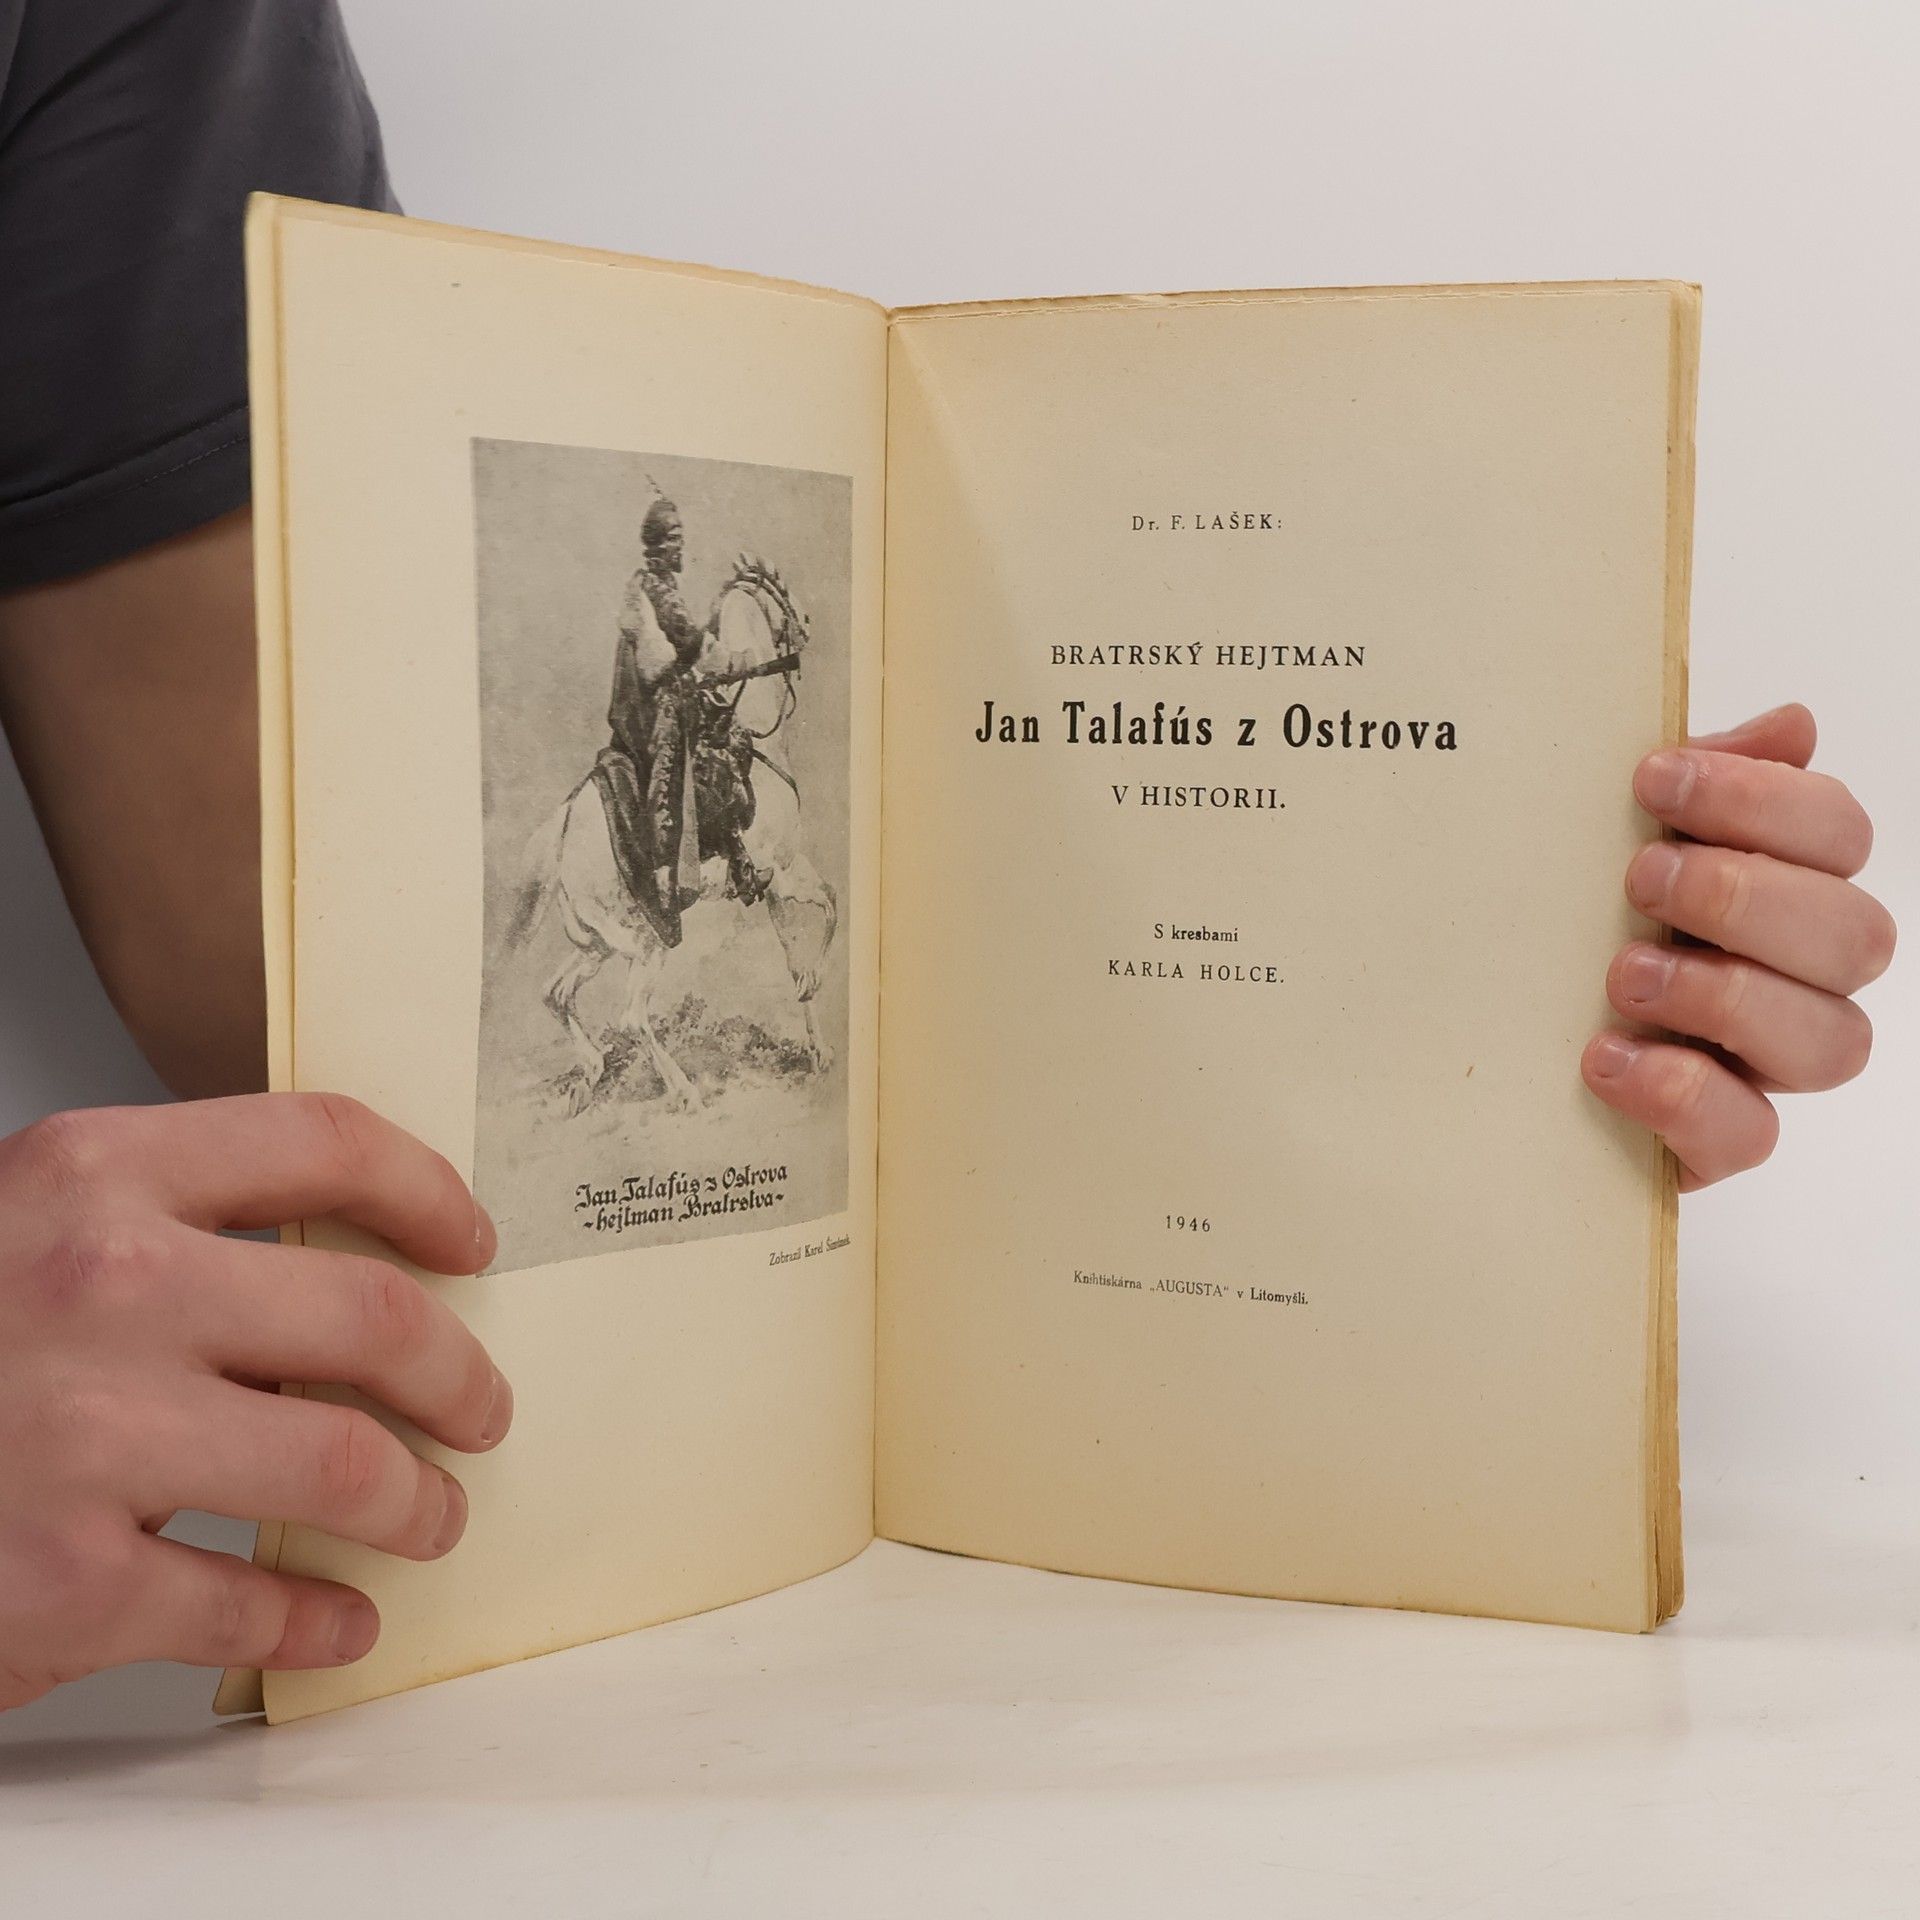 Jan Talafús z Ostrova
-hejtman Bratrstva-
Zobrazil Karel
Dr. F. LAŠEK:
BRATRSKÝ HEJTMAN
Jan Talafús z Ostrova
V HISTORII.
S kresbami
KARLA HOLCE.
1946
Knihtiskárna „AUGUSTA“ v Litomyšli.